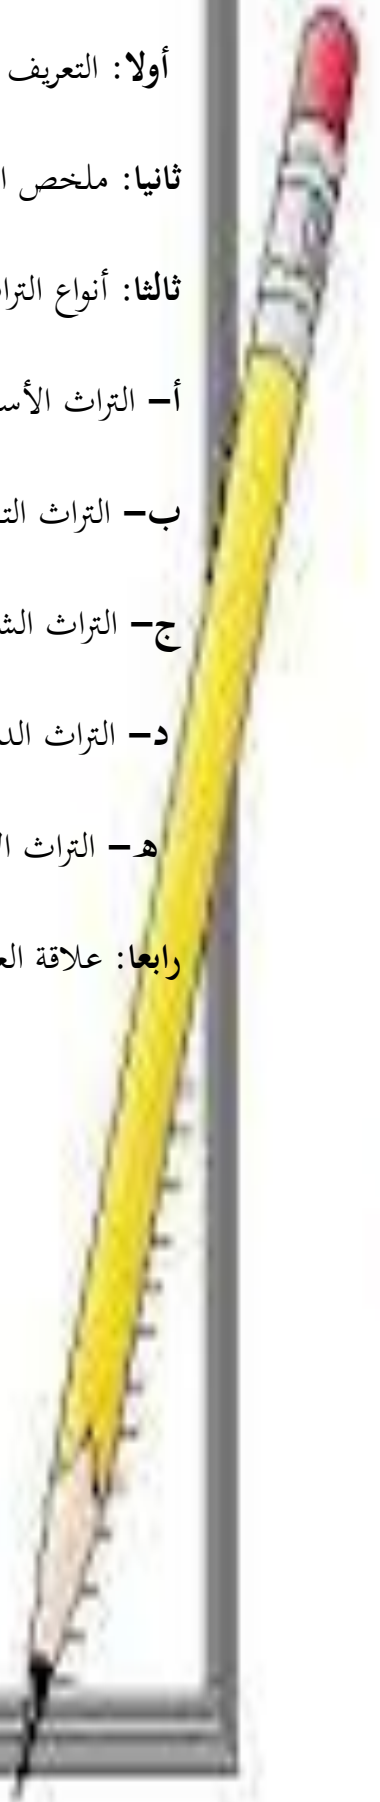 أولا: التعريف
ثانيا: ملخص
ثالثا: أنواع
أ– التراث
ب– التراث
ج– التراث
د– التراث
هـ– التراث
رابعا: علاقة